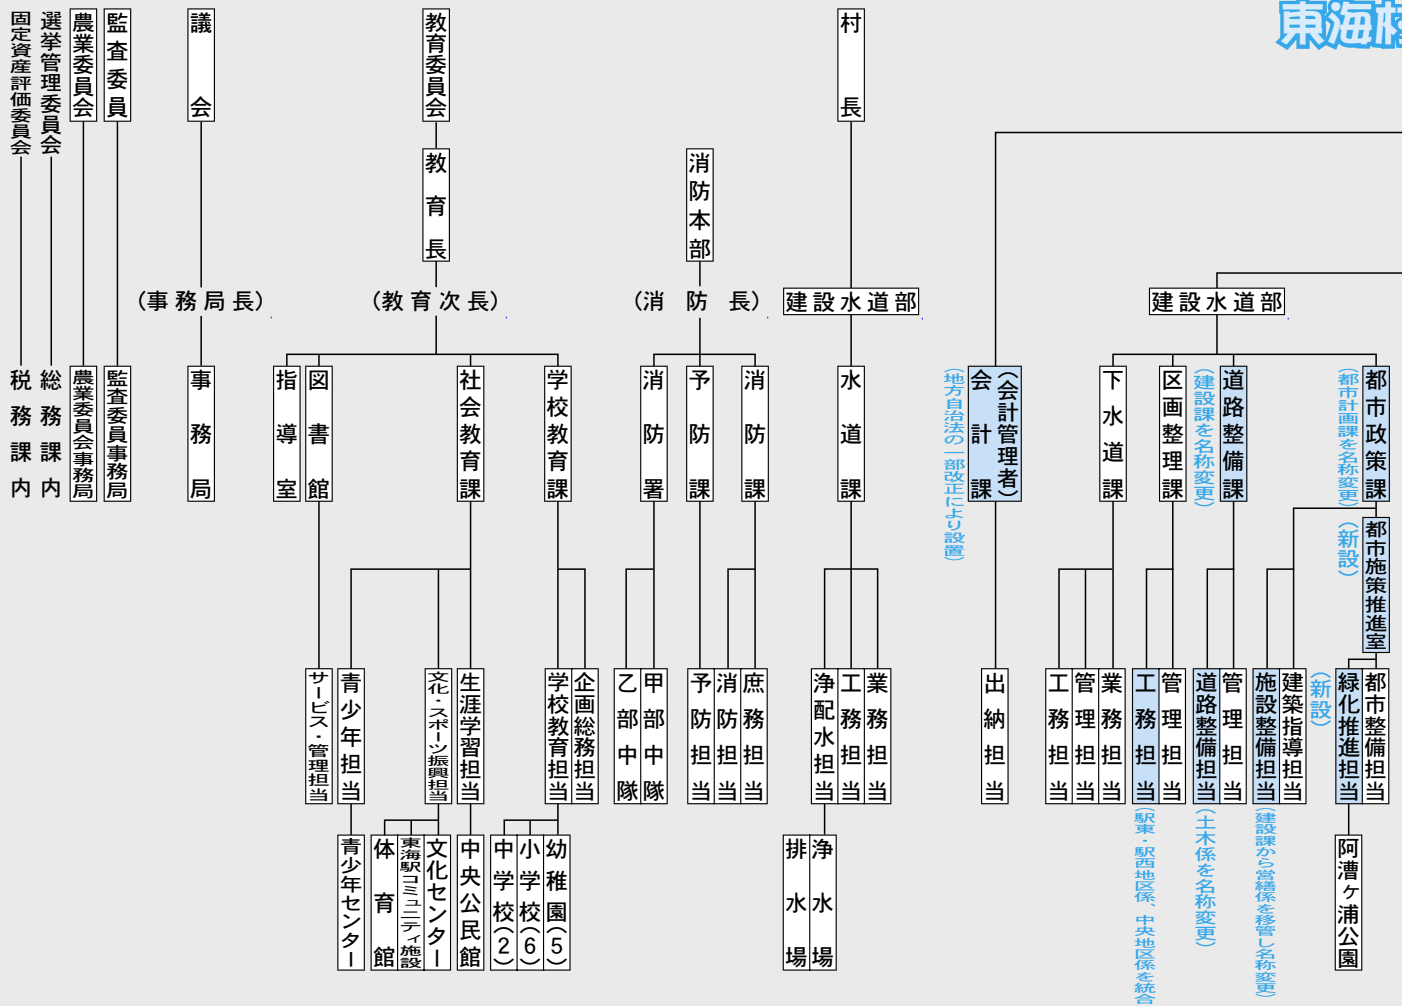 東海村
村長
建設水道部
都市政策課
（都市計画課を名称変更）
都市施策推進室
（新設）
都市整備担当
緑化推進担当
（新設）
阿漕ヶ浦公園
建築指導担当
施設整備担当
（建設課から営繕係を移管し名称変更）
道路整備課
（建設課を名称変更）
管理担当
道路整備担当
（土木係を名称変更）
区画整理課
管理担当
工務担当
（駅東・駅西地区係、中央地区係を統合
下水道課
業務担当
管理担当
工務担当
（会計管理者）
会計課
（地方自治法の一部改正により設置）
出納担当
建設水道部
水道課
業務担当
工務担当
浄配水担当
浄水場
排水場
消防本部
（消防長）
消防課
庶務担当
消防担当
予防課
予防担当
消防署
甲部中隊
乙部中隊
教育委員会
教育長
（教育次長）
学校教育課
企画総務担当
学校教育担当
幼稚園（5）
小学校（6）
中学校（2）
社会教育課
生涯学習担当
中央公民館
文化・スポーツ振興担当
文化センター
東海駅コミュニティ施設
体育館
青少年担当
青少年センター
図書館
サービス・管理担当
指導室
議会
（事務局長）
事務局
監査委員
監査委員事務局
農業委員会
農業委員会事務局
選挙管理委員会
総務課内
固定資産評価委員会
税務課内